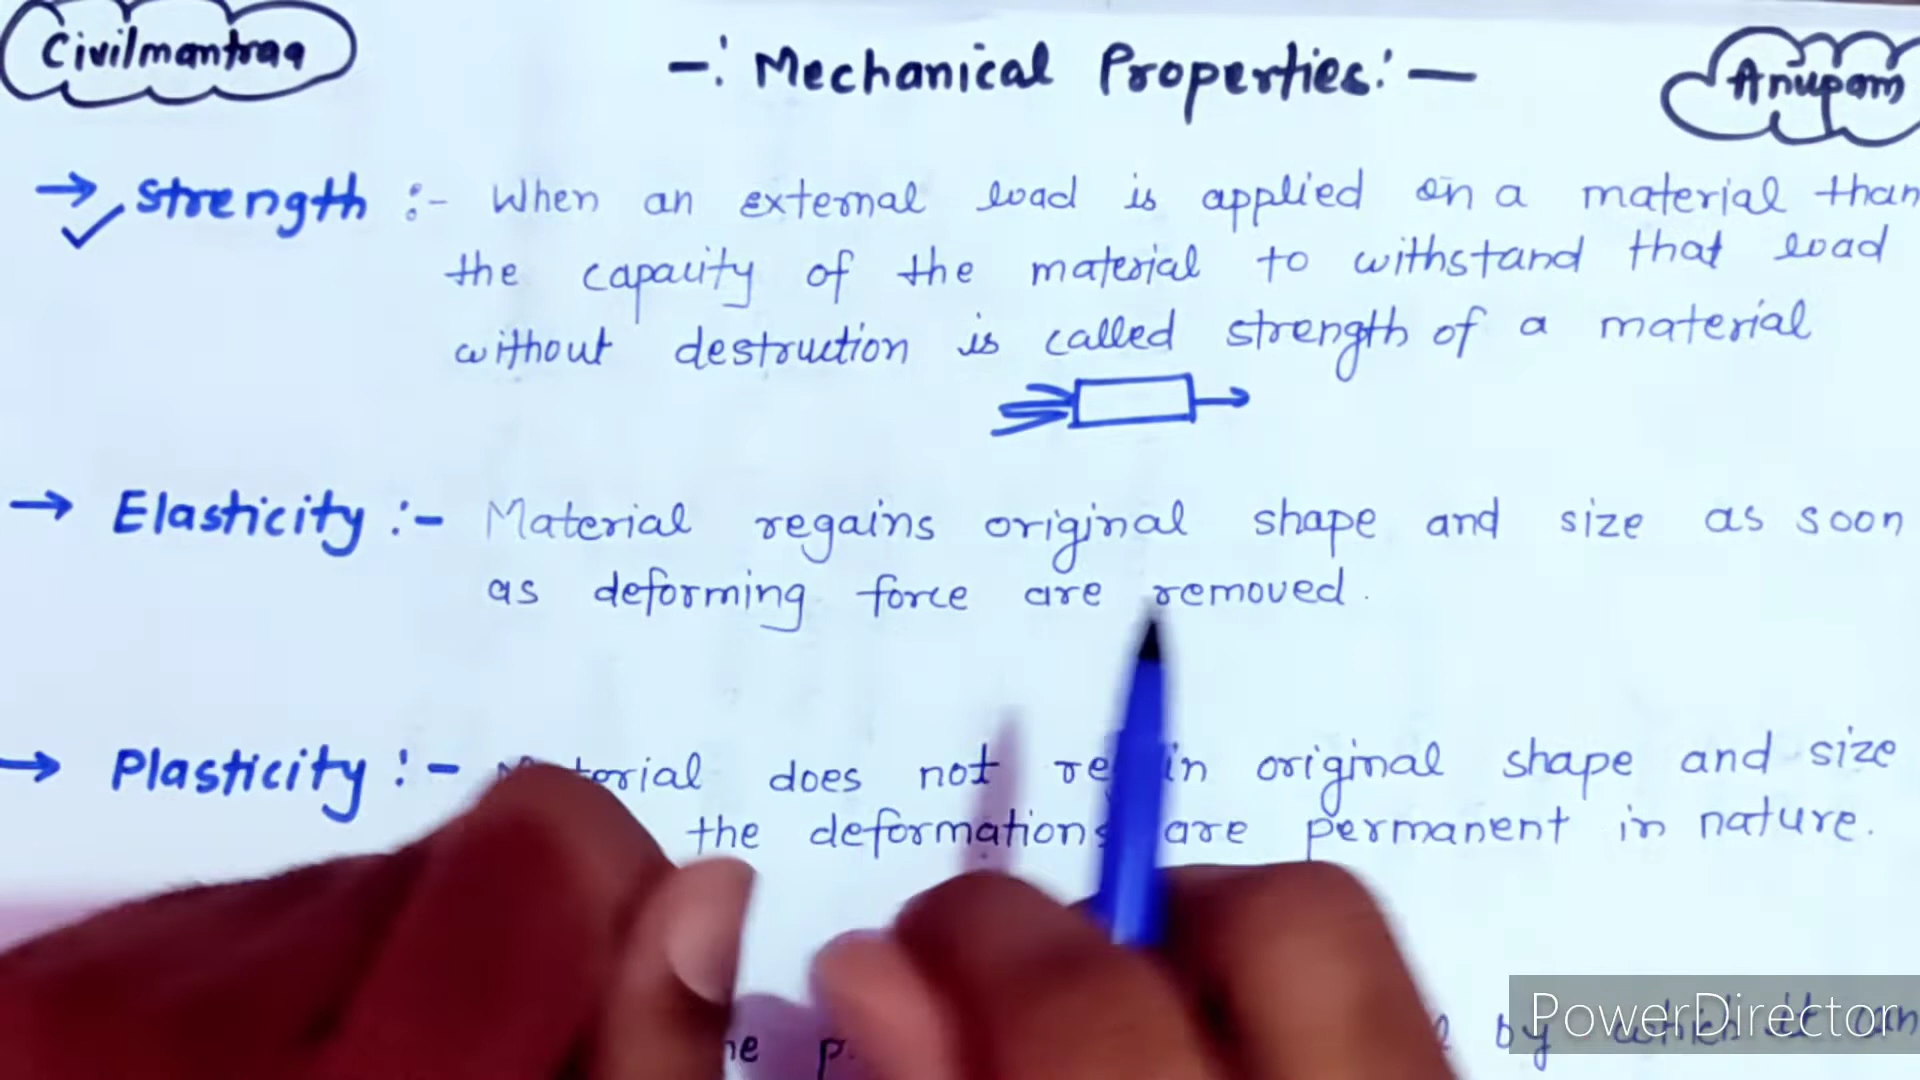 Civilmantraa
-: Mechanical Properties:-
Anupam
→ Strength :- When an external load is applied on a material than
the capacity of the material to withstand that load
without destruction is called strength of a material
→ Elasticity :- Material regains original shape and size as soon
as deforming force are removed.
→ Plasticity :- does not original shape and size
the deformations are permanent in nature.
by
PowerDirector